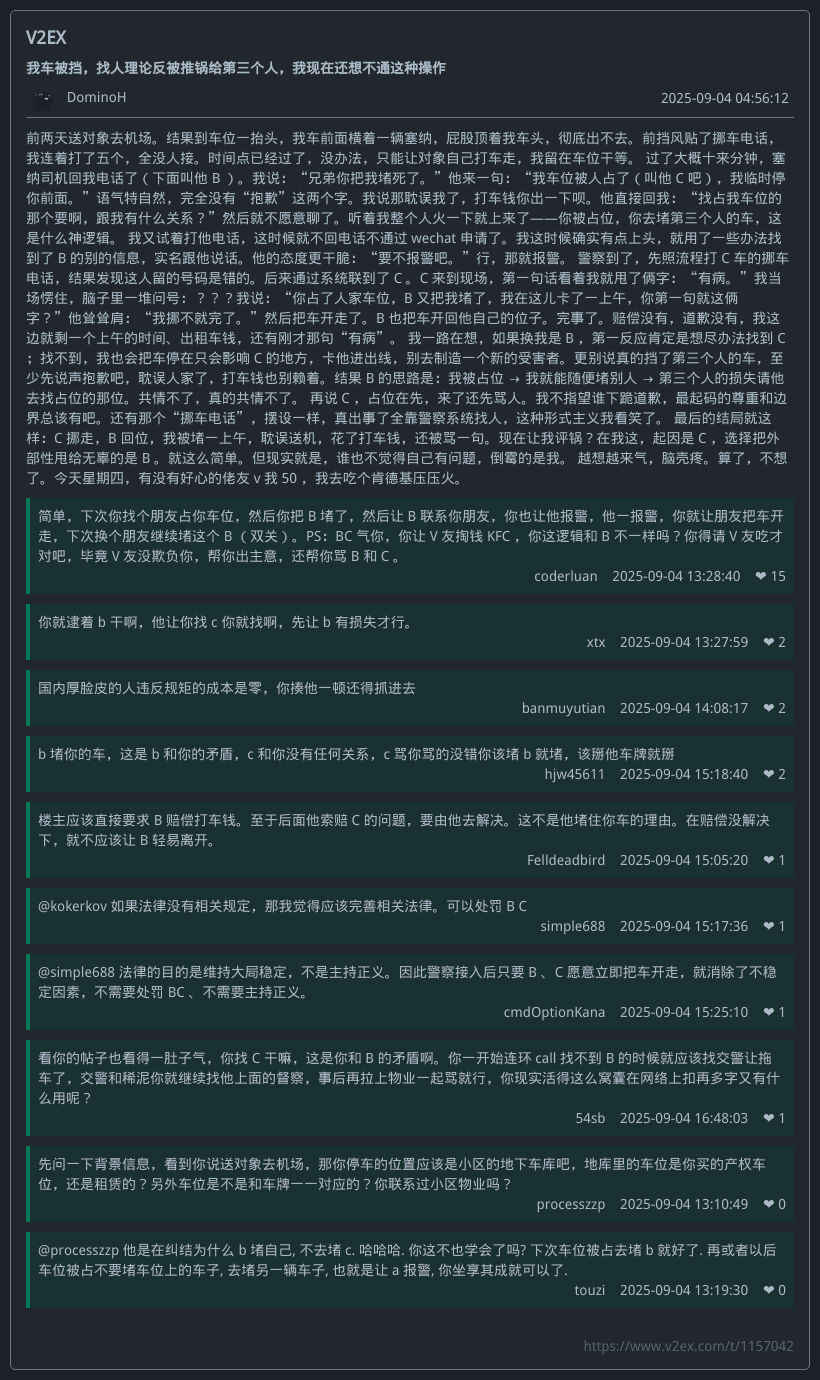 V2EX
我车被挡，找人理论反被推锅给第三个人，我现在还想不通这种操作
DominoH 2025-09-04 04:56:12
前两天送对象去机场。结果到车位一抬头，我车前面横着一辆塞纳，屁股顶着我车头，彻底出不去。前挡风贴了挪车电话，
我连着打了五个，全没人接。时间点已经过了，没办法，只能让对象自己打车走，我留在车位干等。 过了大概十来分钟，塞
纳司机回我电话了（下面叫他 B ）。我说：“兄弟你把我堵死了。”他来一句：“我车位被人占了（叫他 C 吧），我临时停
你前面。”语气特自然，完全没有“抱歉”这两个字。我说那耽误我了，打车钱你出一下呗。他直接回我：“找占我车位的
那个要啊，跟我有什么关系？”然后就不愿意聊了。听着我整个人火一下就上来了——你被占位，你去堵第三个人的车，这
是什么神逻辑。 我又试着打他电话，这时候就不回电话不通过 wechat 申请了。我这时候确实有点上头，就用了一些办法找
到了 B 的别的信息，实名跟他说话。他的态度更干脆：“要不报警吧。”行，那就报警。 警察到了，先照流程打 C 车的挪车
电话，结果发现这人留的号码是错的。后来通过系统联到了 C 。C 来到现场，第一句话看着我就甩了俩字：“有病。”我当
场愣住，脑子里一堆问号：？？？我说：“你占了人家车位，B 又把我堵了，我在这儿卡了一上午，你第一句就这俩
字？”他耸耸肩：“我挪不就完了。”然后把车开走了。B 也把车开回他自己的位子。完事了。赔偿没有，道歉没有，我这
边就剩一个上午的时间、出租车钱，还有刚才那句“有病”。 我一路在想，如果换我是 B ，第一反应肯定是想尽办法找到 C
；找不到，我也会把车停在只会影响 C 的地方，卡他进出线，别去制造一个新的受害者。更别说真的挡了第三个人的车，至
少先说声抱歉吧，耽误人家了，打车钱也别赖着。结果 B 的思路是：我被占位 → 我就能随便堵别人 → 第三个人的损失请他
去找占位的那位。共情不了，真的共情不了。 再说 C ，占位在先，来了还先骂人。我不指望谁下跪道歉，最起码的尊重和边
界总该有吧。还有那个“挪车电话”，摆设一样，真出事了全靠警察系统找人，这种形式主义我看笑了。 最后的结局就这
样：C 挪走，B 回位，我被堵一上午，耽误送机，花了打车钱，还被骂一句。现在让我评锅？在我这，起因是 C ，选择把外
部性甩给无辜的是 B 。就这么简单。但现实就是，谁也不觉得自己有问题，倒霉的是我。 越想越来气，脑壳疼。算了，不想
了。今天星期四，有没有好心的佬友 v 我 50 ，我去吃个肯德基压压火。
简单，下次你找个朋友占你车位，然后你把 B 堵了，然后让 B 联系你朋友，你也让他报警，他一报警，你就让朋友把车开
走，下次换个朋友继续堵这个 B （双关）。PS：BC 气你，你让 V 友掏钱 KFC ，你这逻辑和 B 不一样吗？你得请 V 友吃才
对吧，毕竟 V 友没欺负你，帮你出主意，还帮你骂 B 和 C 。
coderluan 2025-09-04 13:28:40 ❤ 15
你就逮着 b 干啊，他让你找 c 你就找啊，先让 b 有损失才行。
xtx 2025-09-04 13:27:59 ❤ 2
国内厚脸皮的人违反规矩的成本是零，你揍他一顿还得抓进去
banmuyutian 2025-09-04 14:08:17 ❤ 2
b 堵你的车，这是 b 和你的矛盾，c 和你没有任何关系，c 骂你骂的没错你该堵 b 就堵，该掰他车牌就掰
hjw45611 2025-09-04 15:18:40 ❤ 2
楼主应该直接要求 B 赔偿打车钱。至于后面他索赔 C 的问题，要由他去解决。这不是他堵住你车的理由。在赔偿没解决
下，就不应该让 B 轻易离开。
Felldeadbird 2025-09-04 15:05:20 ❤ 1
@kokerkov 如果法律没有相关规定，那我觉得应该完善相关法律。可以处罚 B C
simple688 2025-09-04 15:17:36 ❤ 1
@simple688 法律的目的是维持大局稳定，不是主持正义。因此警察接入后只要 B 、C 愿意立即把车开走，就消除了不稳
定因素，不需要处罚 BC 、不需要主持正义。
cmdOptionKana 2025-09-04 15:25:10 ❤ 1
看你的帖子也看得一肚子气，你找 C 干嘛，这是你和 B 的矛盾啊。你一开始连环 call 找不到 B 的时候就应该找交警让拖
车了，交警和稀泥你就继续找他上面的督察，事后再拉上物业一起骂就行，你现实活得这么窝囊在网络上扣再多字又有什
么用呢？
54sb 2025-09-04 16:48:03 ❤ 1
先问一下背景信息，看到你说送对象去机场，那你停车的位置应该是小区的地下车库吧，地库里的车位是你买的产权车
位，还是租赁的？另外车位是不是和车牌一一对应的？你联系过小区物业吗？
processzzp 2025-09-04 13:10:49 ❤ 0
@processzzp 他是在纠结为什么 b 堵自己, 不去堵 c. 哈哈哈. 你这不也学会了吗? 下次车位被占去堵 b 就好了. 再或者以后
车位被占不要堵车位上的车子, 去堵另一辆车子, 也就是让 a 报警, 你坐享其成就可以了.
touzi 2025-09-04 13:19:30 ❤ 0
https://www.v2ex.com/t/1157042